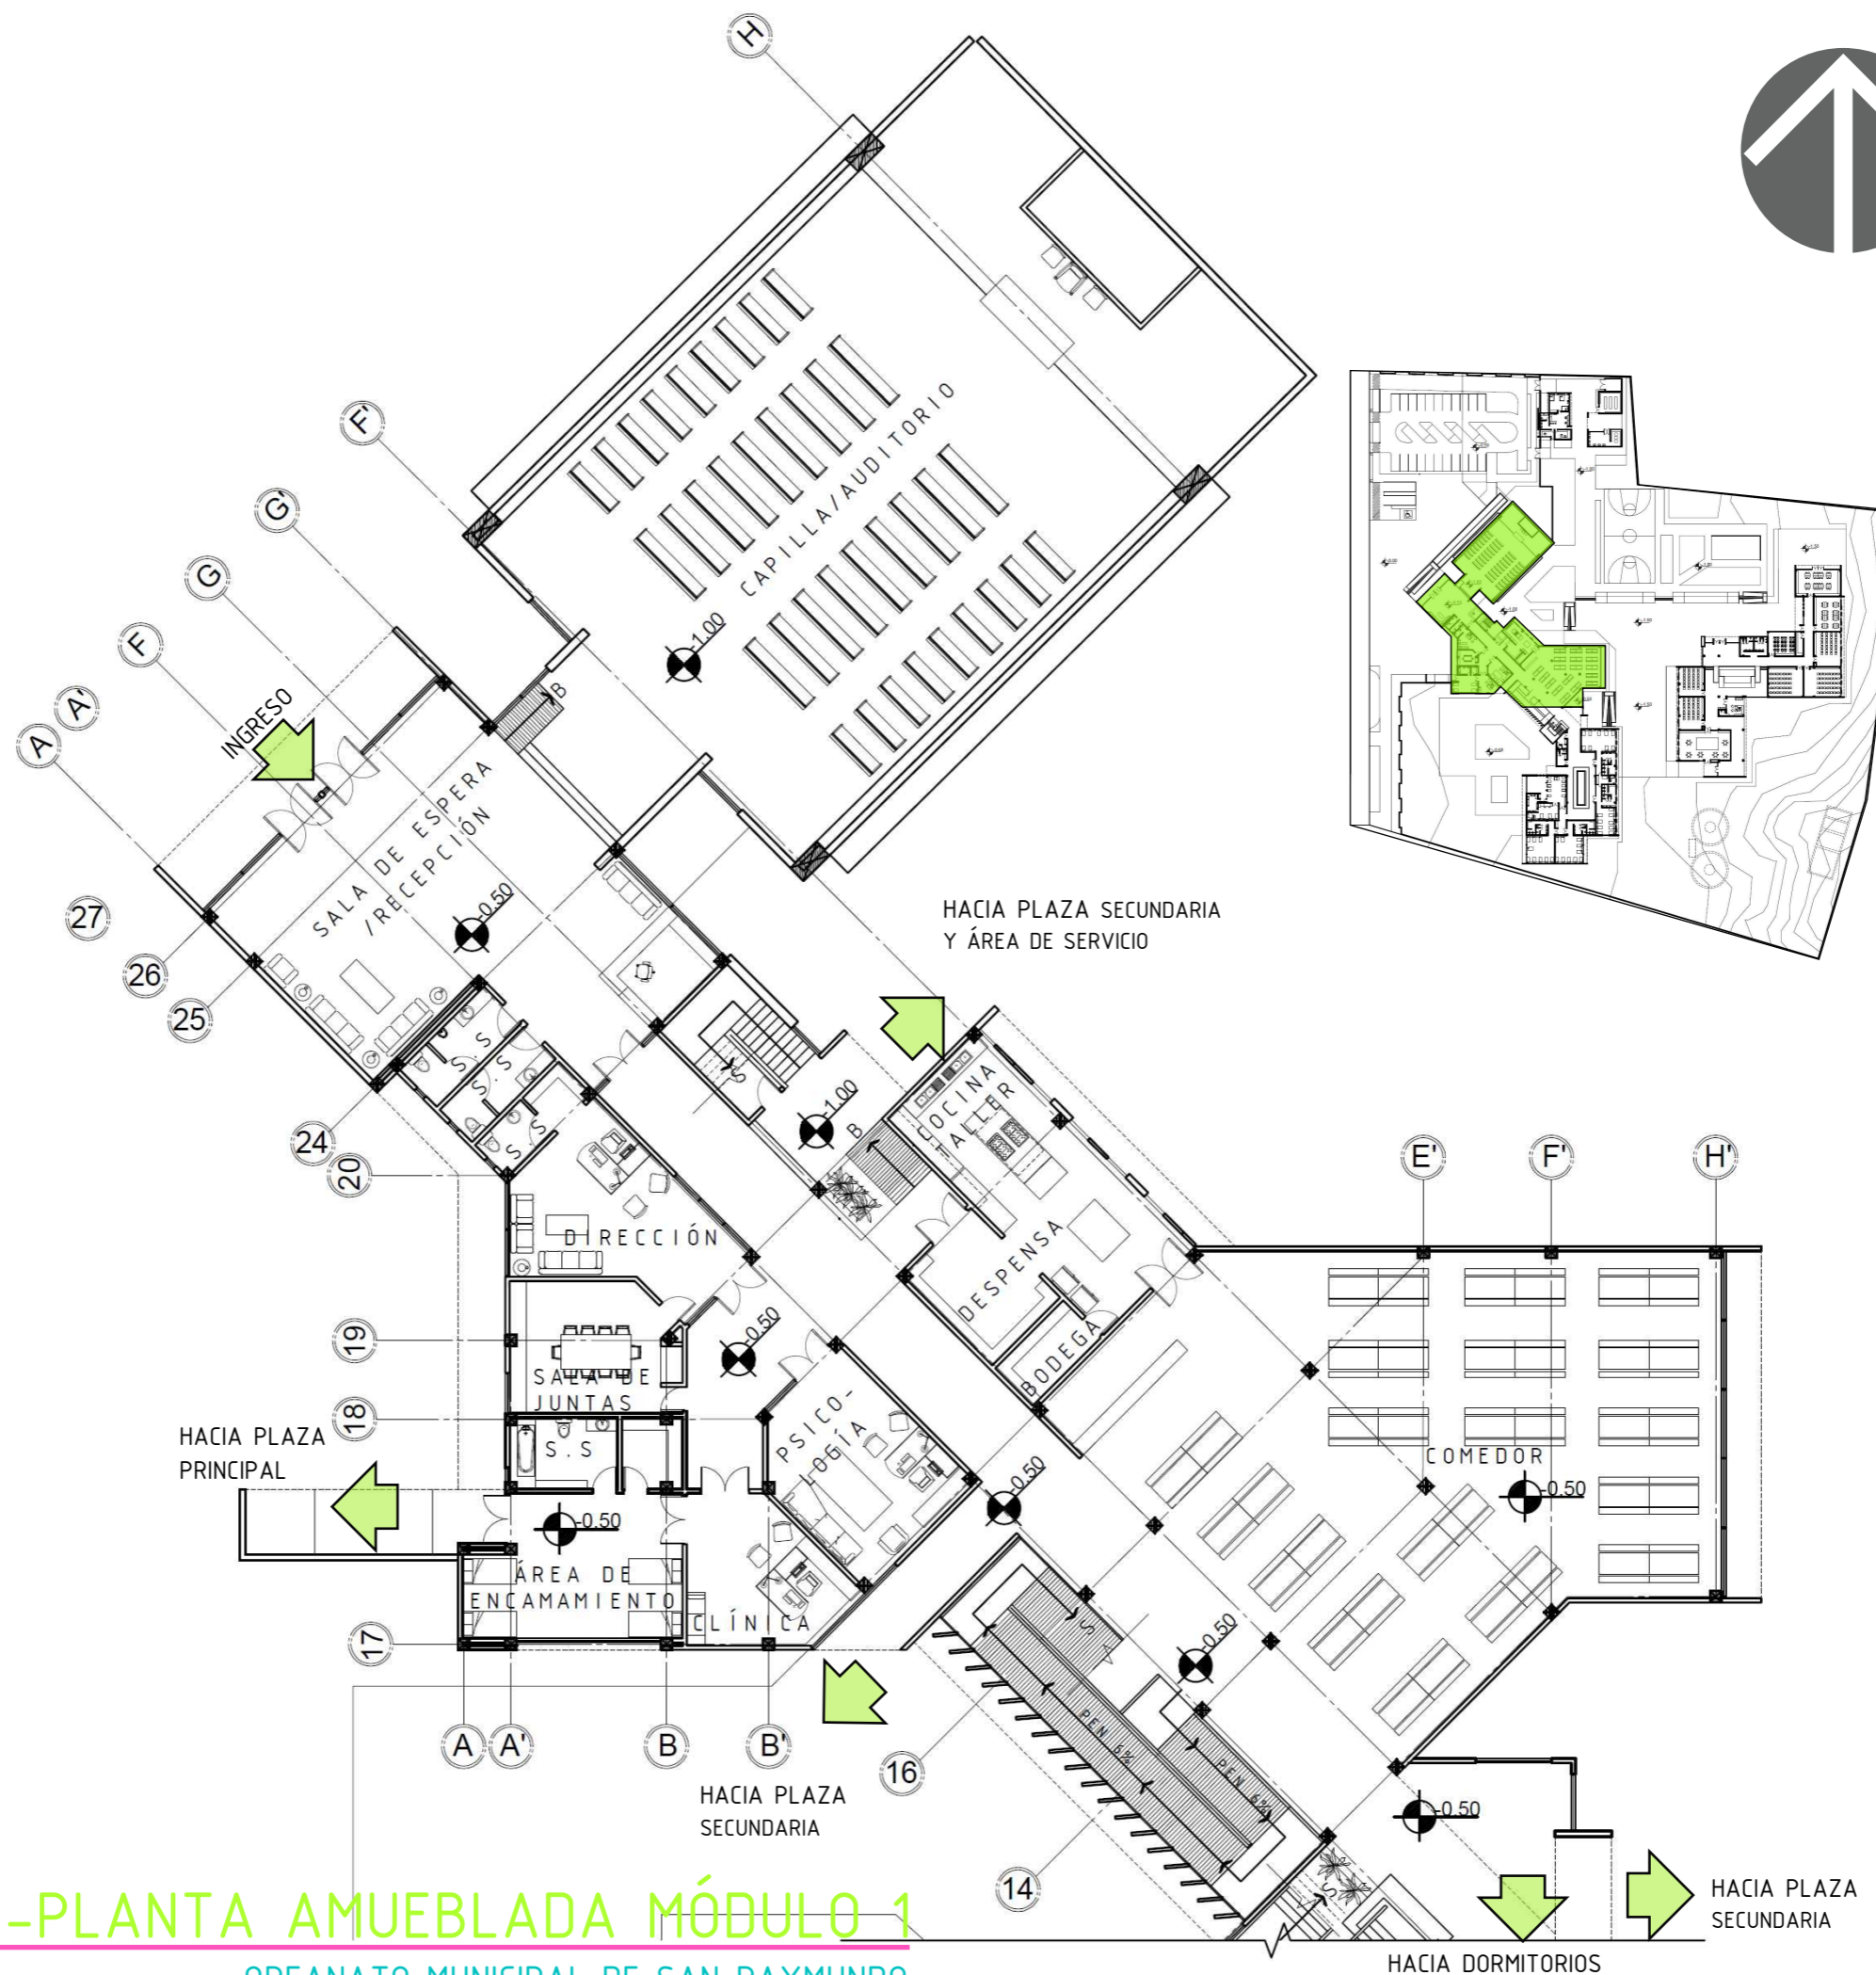 H
F'
G'
G
F
A'
A
INGRESO
CAPILLA/AUDITORIO
-1.00
B
SALA DE ESPERA
/RECEPCIÓN
-0.50
27
26
25
24
20
19
18
17
16
14
HACIA PLAZA SECUNDARIA
Y ÁREA DE SERVICIO
S.S
S.S
S.S
S
-1.00
B
COCINA
TALLER
DIRECCIÓN
DESPENSA
BODEGA
E'
F'
H'
-0.50
SALA DE
JUNTAS
HACIA PLAZA
PRINCIPAL
S.S
PSICO-
LOGÍA
COMEDOR
-0.50
-0.50
-0.50
ÁREA DE
ENCAMAMIENTO
CLÍNICA
S
-0.50
PEN 6%
PEN 6%
A
A'
B
B'
HACIA PLAZA
SECUNDARIA
-0.50
S
HACIA PLAZA
SECUNDARIA
HACIA DORMITORIOS
-PLANTA AMUEBLADA MÓDULO 1